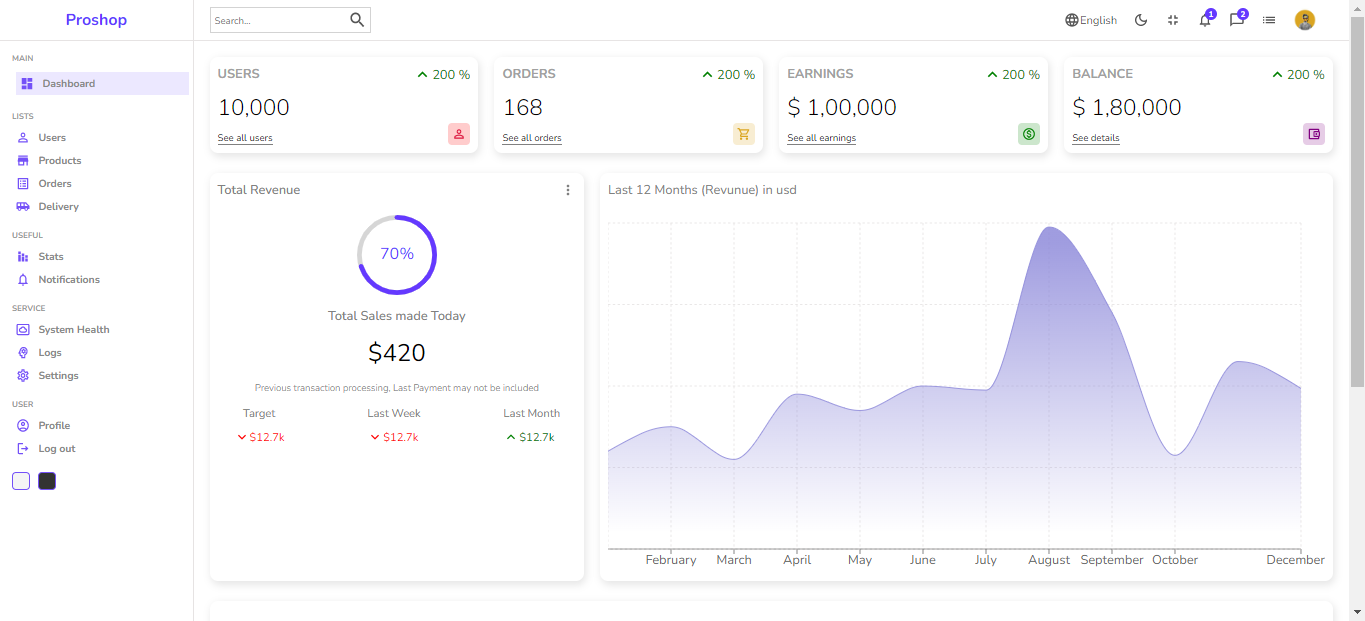 Proshop
Search...
English
1
2
MAIN
Dashboard
LISTS
Users
Products
Orders
Delivery
USEFUL
Stats
Notifications
SERVICE
System Health
Logs
Settings
USER
Profile
Log out
USERS 200 %
10,000
See all users
ORDERS 200 %
168
See all orders
EARNINGS 200 %
$ 1,00,000
See all earnings
BALANCE 200 %
$ 1,80,000
See details
Total Revenue
70%
Total Sales made Today
$420
Previous transaction processing, Last Payment may not be included
Target Last Week Last Month
$12.7k $12.7k $12.7k
Last 12 Months (Revunue) in usd
February March April May June July August September October December